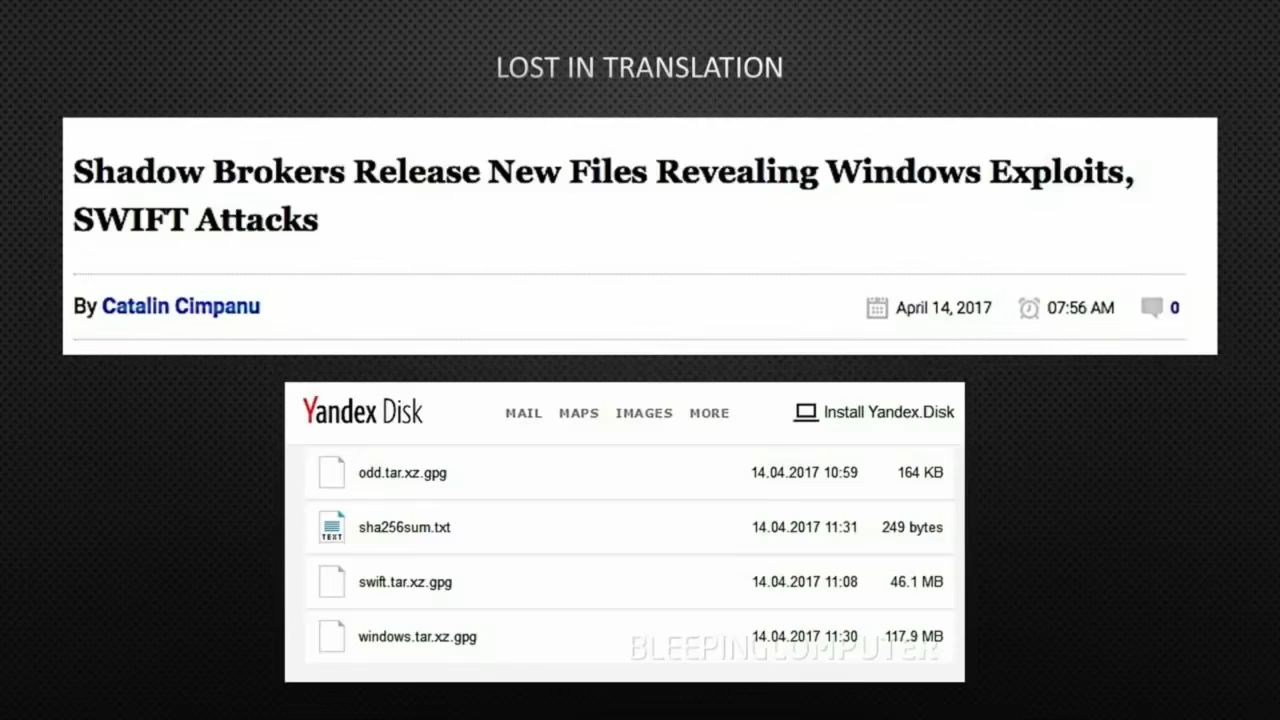 LOST IN TRANSLATION
Shadow Brokers Release New Files Revealing Windows Exploits,
SWIFT Attacks
By Catalin Cimpanu April 14, 2017 07:56 AM 0
Yandex Disk MAIL MAPS IMAGES MORE Install Yandex.Disk
odd.tar.xz.gpg 14.04.2017 10:59 164 KB
TEXT sha256sum.txt 14.04.2017 11:31 249 bytes
swift.tar.xz.gpg 14.04.2017 11:08 46.1 MB
windows.tar.xz.gpg 14.04.2017 11:30 117.9 MB
BLEEPINGCOMPUTER